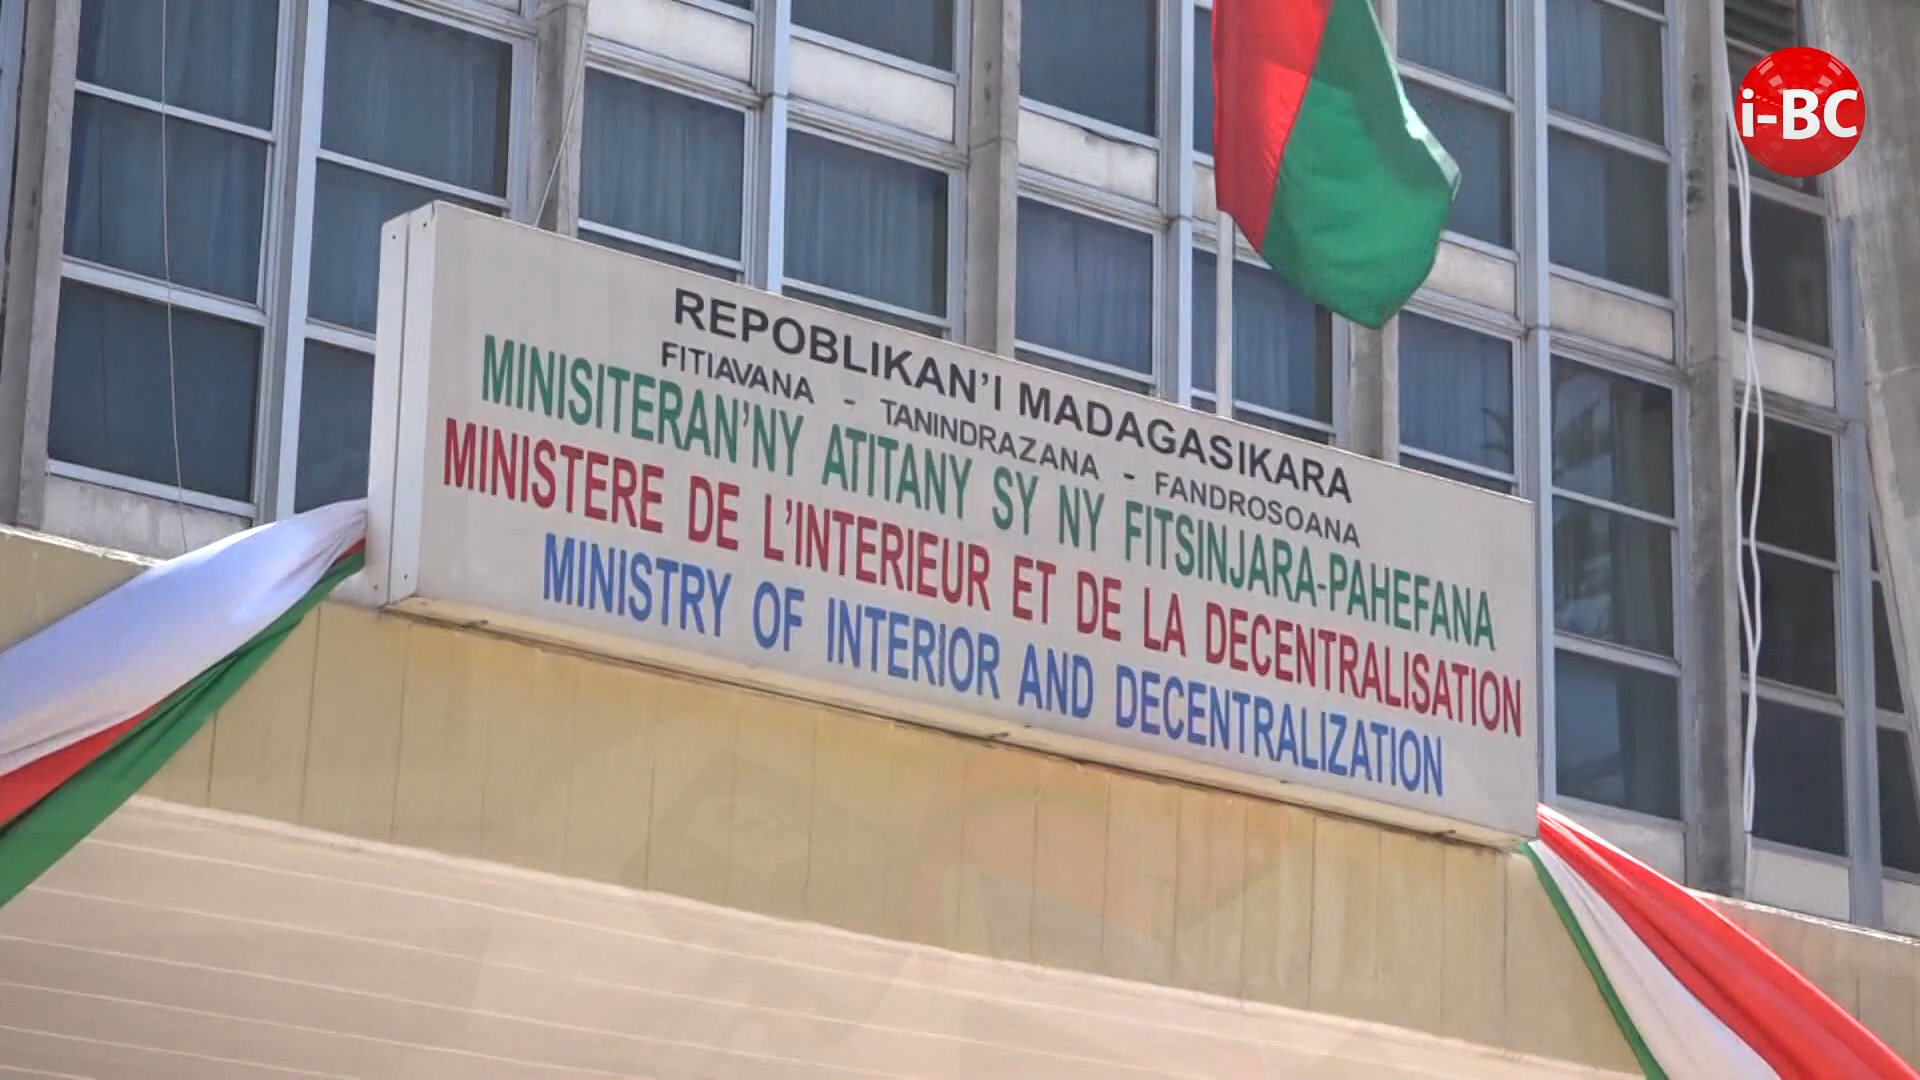 i-BC
REPOBLIKAN'I MADAGASIKARA
FITIAVANA - TANINDRAZANA - FANDROSOANA
MINISITERAN'NY ATITANY SY NY FITSINJARA-PAHEFANA
MINISTERE DE L'INTERIEUR ET DE LA DECENTRALISATION
MINISTRY OF INTERIOR AND DECENTRALIZATION